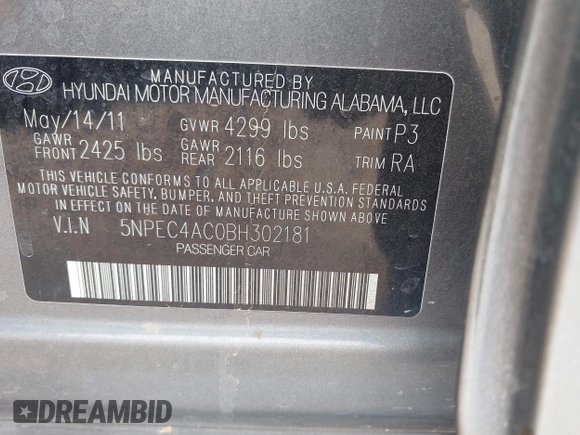 MANUFACTURED BY
HYUNDAI MOTOR MANUFACTURING ALABAMA, LLC
May/14/11 GVWR 4299 lbs PAINT P3
GAWR FRONT 2425 lbs GAWR REAR 2116 lbs TRIM RA
THIS VEHICLE CONFORMS TO ALL APPLICABLE U.S.A. FEDERAL
MOTOR VEHICLE SAFETY, BUMPER, AND THEFT PREVENTION STANDARDS
IN EFFECT ON THE DATE OF MANUFACTURE SHOWN ABOVE
V.I.N 5NPEC4AC0BH302181
PASSENGER CAR
DREAMBID